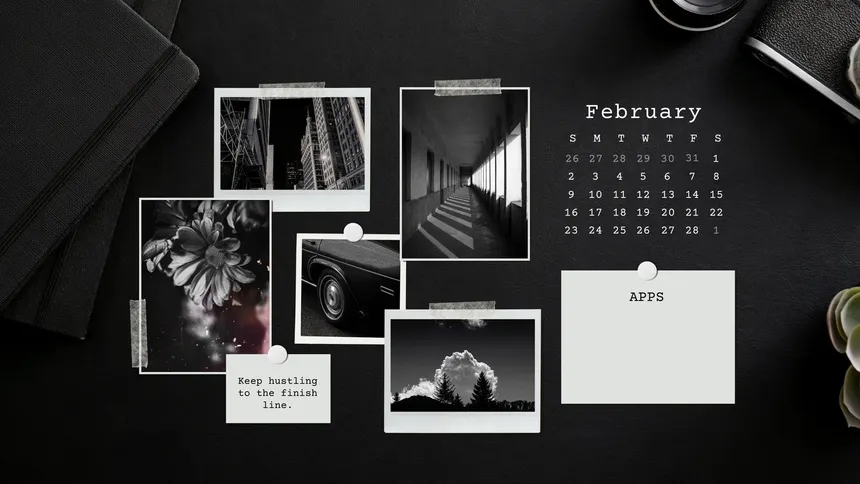 February
S M T W T F S
26 27 28 29 30 31 1
2 3 4 5 6 7 8
9 10 11 12 13 14 15
16 17 18 19 20 21 22
23 24 25 26 27 28 1
APPS
Keep hustling
to the finish
line.